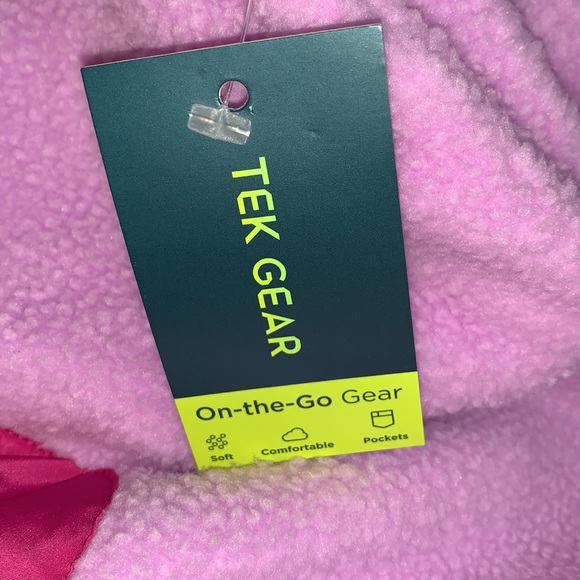 TEK GEAR
On-the-Go Gear
Soft
Comfortable
Pockets